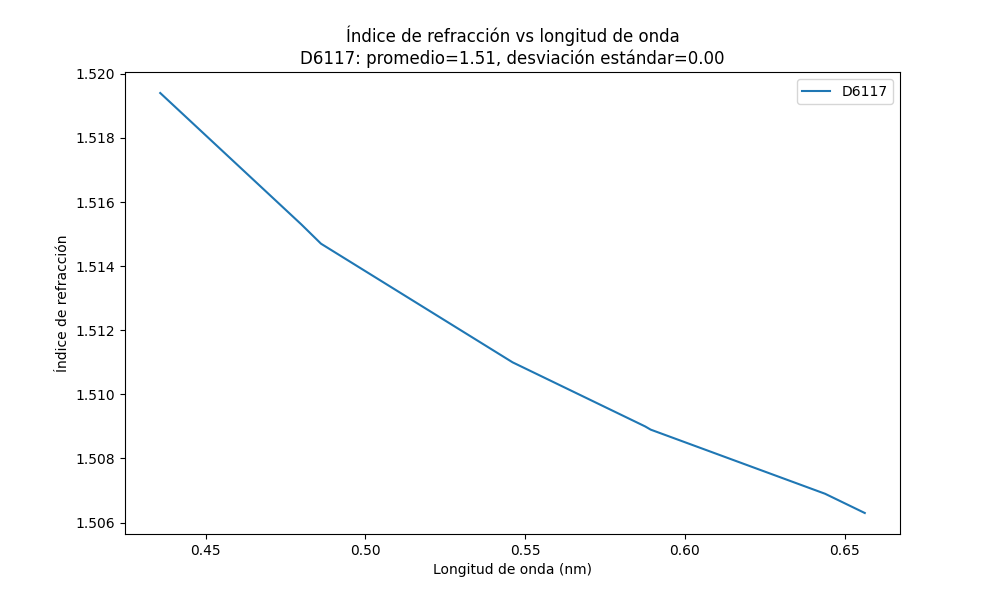 Índice de refracción vs longitud de onda
D6117: promedio=1.51, desviación estándar=0.00
D6117
1.520
1.518
1.516
1.514
1.512
1.510
1.508
1.506
Índice de refracción
0.45 0.50 0.55 0.60 0.65
Longitud de onda (nm)